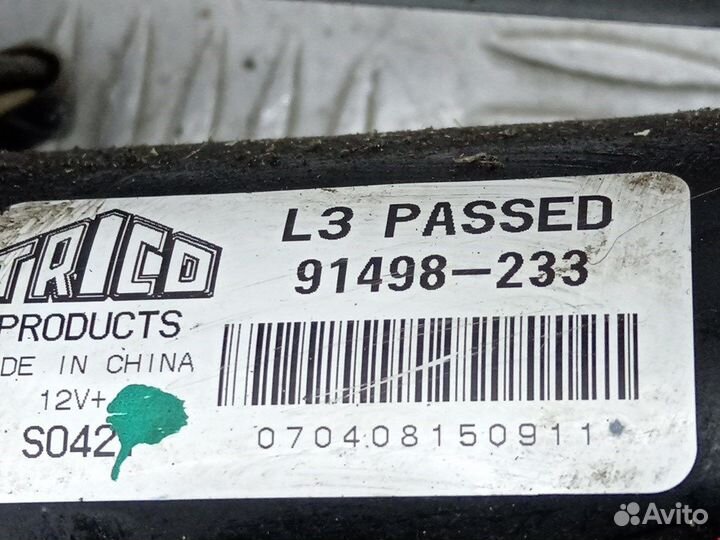 L3 PASSED
TRICO
91498-233
PRODUCTS
DE IN CHINA
12V+
S042
070408150911
Avito